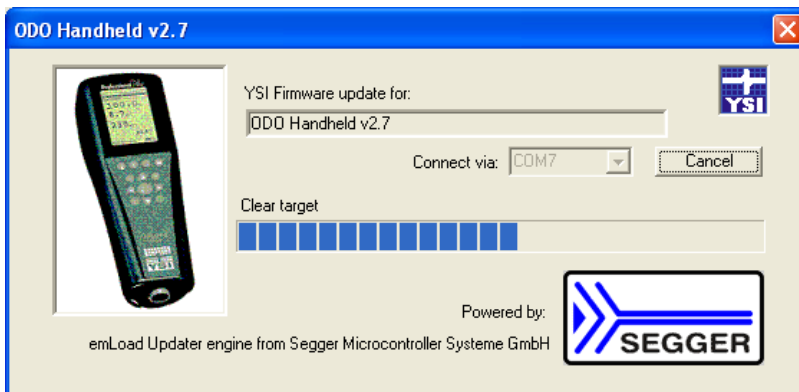 ODO Handheld v2.7
YSI Firmware update for:
YSI
ODO Handheld v2.7
Connect via: COM7 Cancel
Clear target
YSI
Powered by:
SEGGER
emLoad Updater engine from Segger Microcontroller Systeme GmbH